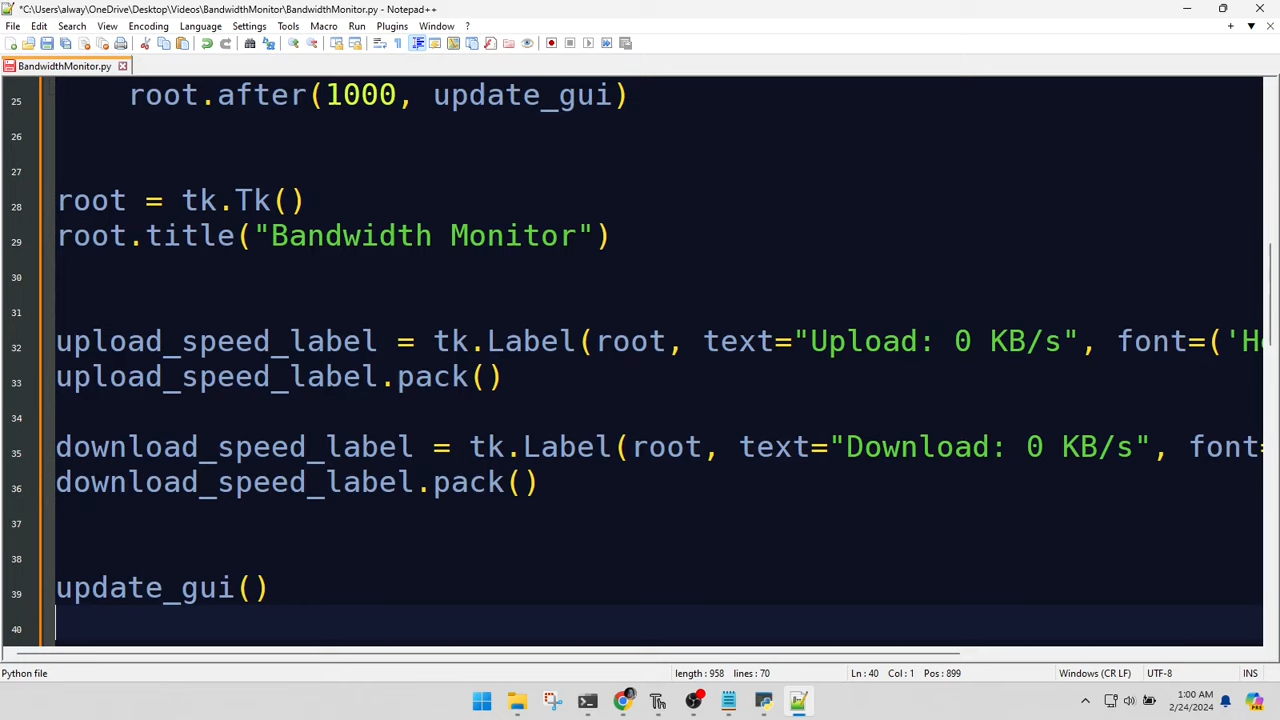 *C:\Users\alway\OneDrive\Desktop\Videos\BandwidthMonitor\BandwidthMonitor.py - Notepad++
File Edit Search View Encoding Language Settings Tools Macro Run Plugins Window ?
BandwidthMonitor.py
25 root.after(1000, update_gui)
26
27
28 root = tk.Tk()
29 root.title("Bandwidth Monitor")
30
31
32 upload_speed_label = tk.Label(root, text="Upload: 0 KB/s", font=('He
33 upload_speed_label.pack()
34
35 download_speed_label = tk.Label(root, text="Download: 0 KB/s", font=
36 download_speed_label.pack()
37
38
39 update_gui()
40
Python file length : 958 lines : 70 Ln : 40 Col : 1 Pos : 899 Windows (CR LF) UTF-8 INS
1:00 AM
2/24/2024